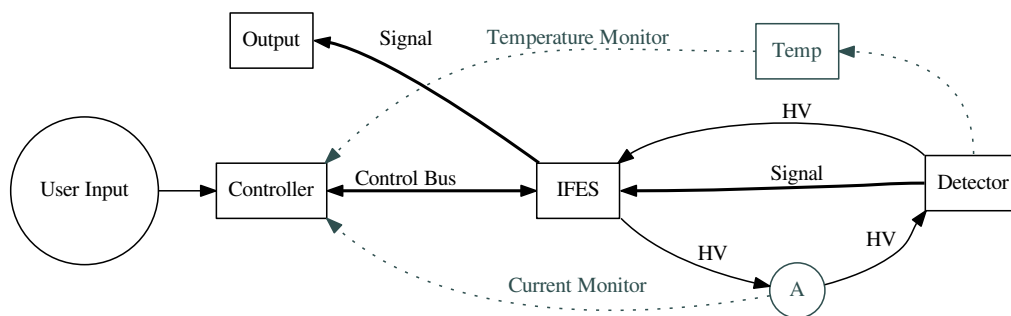 Output
Signal
Temperature Monitor
Temp
HV
User Input
Controller
Control Bus
IFES
Signal
Detector
HV
HV
Current Monitor
A